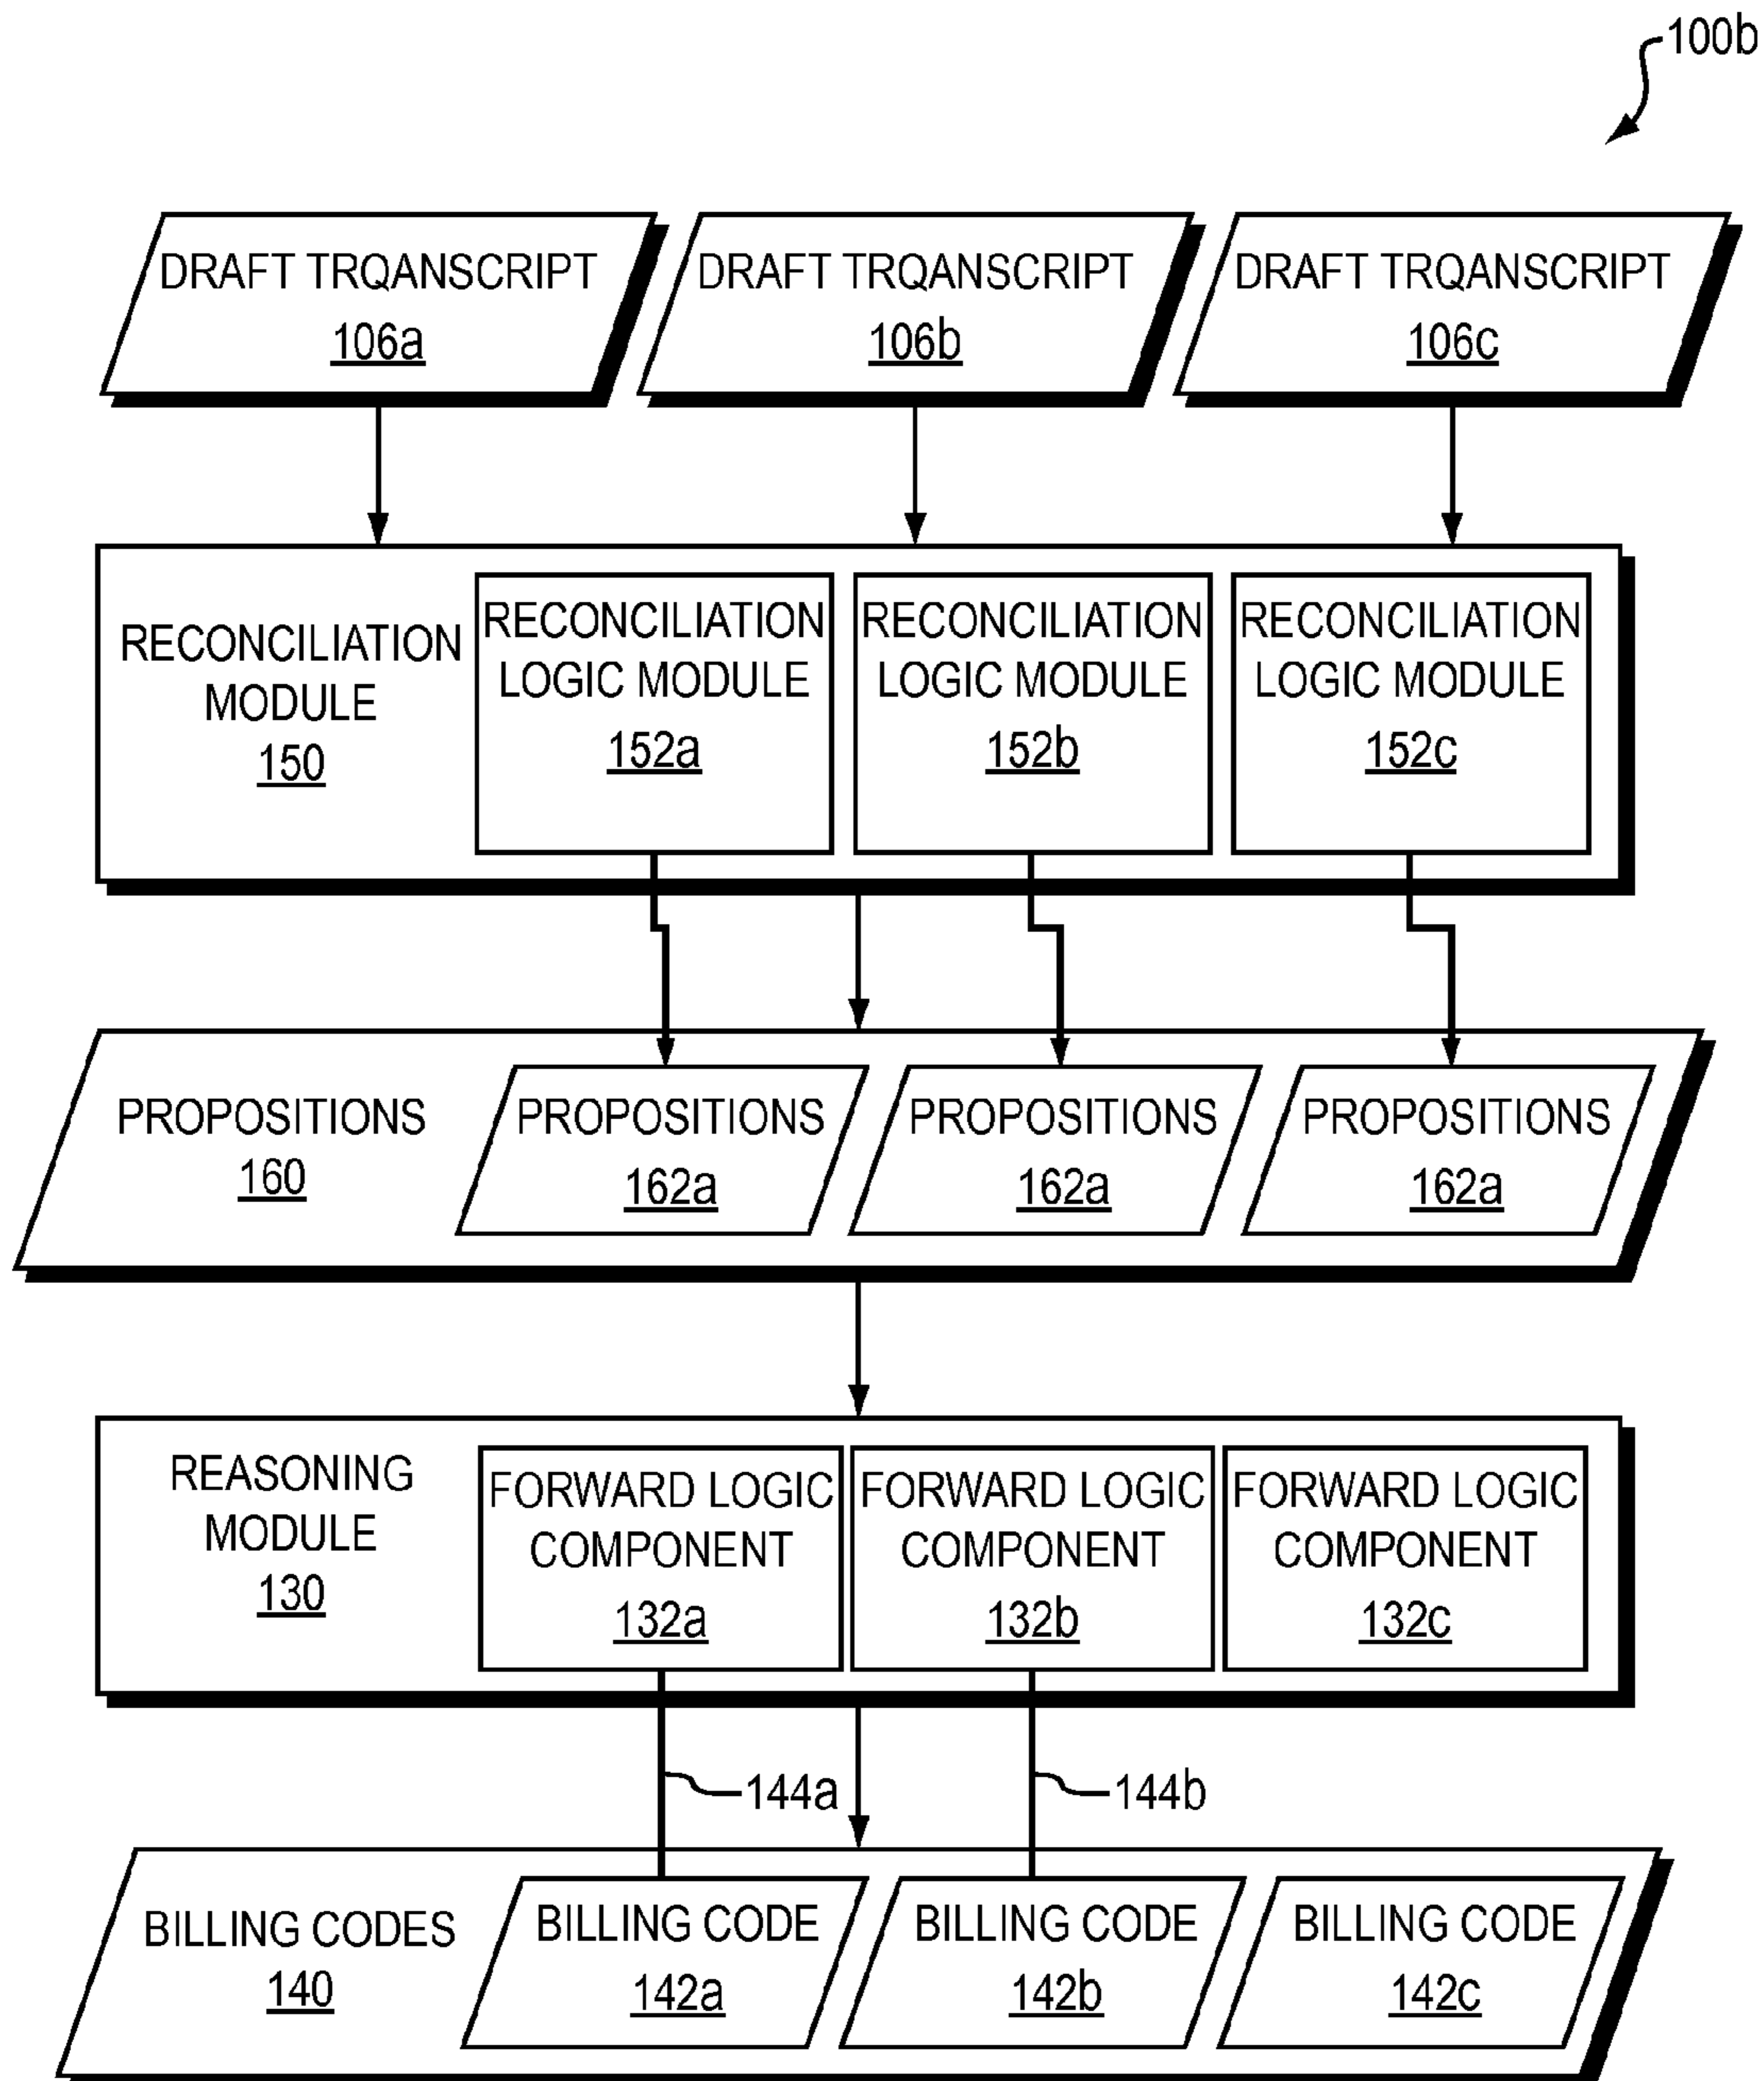 100b
DRAFT TRQANSCRIPT
106a
DRAFT TRQANSCRIPT
106b
DRAFT TRQANSCRIPT
106c
RECONCILIATION
MODULE
150
RECONCILIATION
LOGIC MODULE
152a
RECONCILIATION
LOGIC MODULE
152b
RECONCILIATION
LOGIC MODULE
152c
PROPOSITIONS
160
PROPOSITIONS
162a
PROPOSITIONS
162a
PROPOSITIONS
162a
REASONING
MODULE
130
FORWARD LOGIC
COMPONENT
132a
FORWARD LOGIC
COMPONENT
132b
FORWARD LOGIC
COMPONENT
132c
144a
144b
BILLING CODES
140
BILLING CODE
142a
BILLING CODE
142b
BILLING CODE
142c